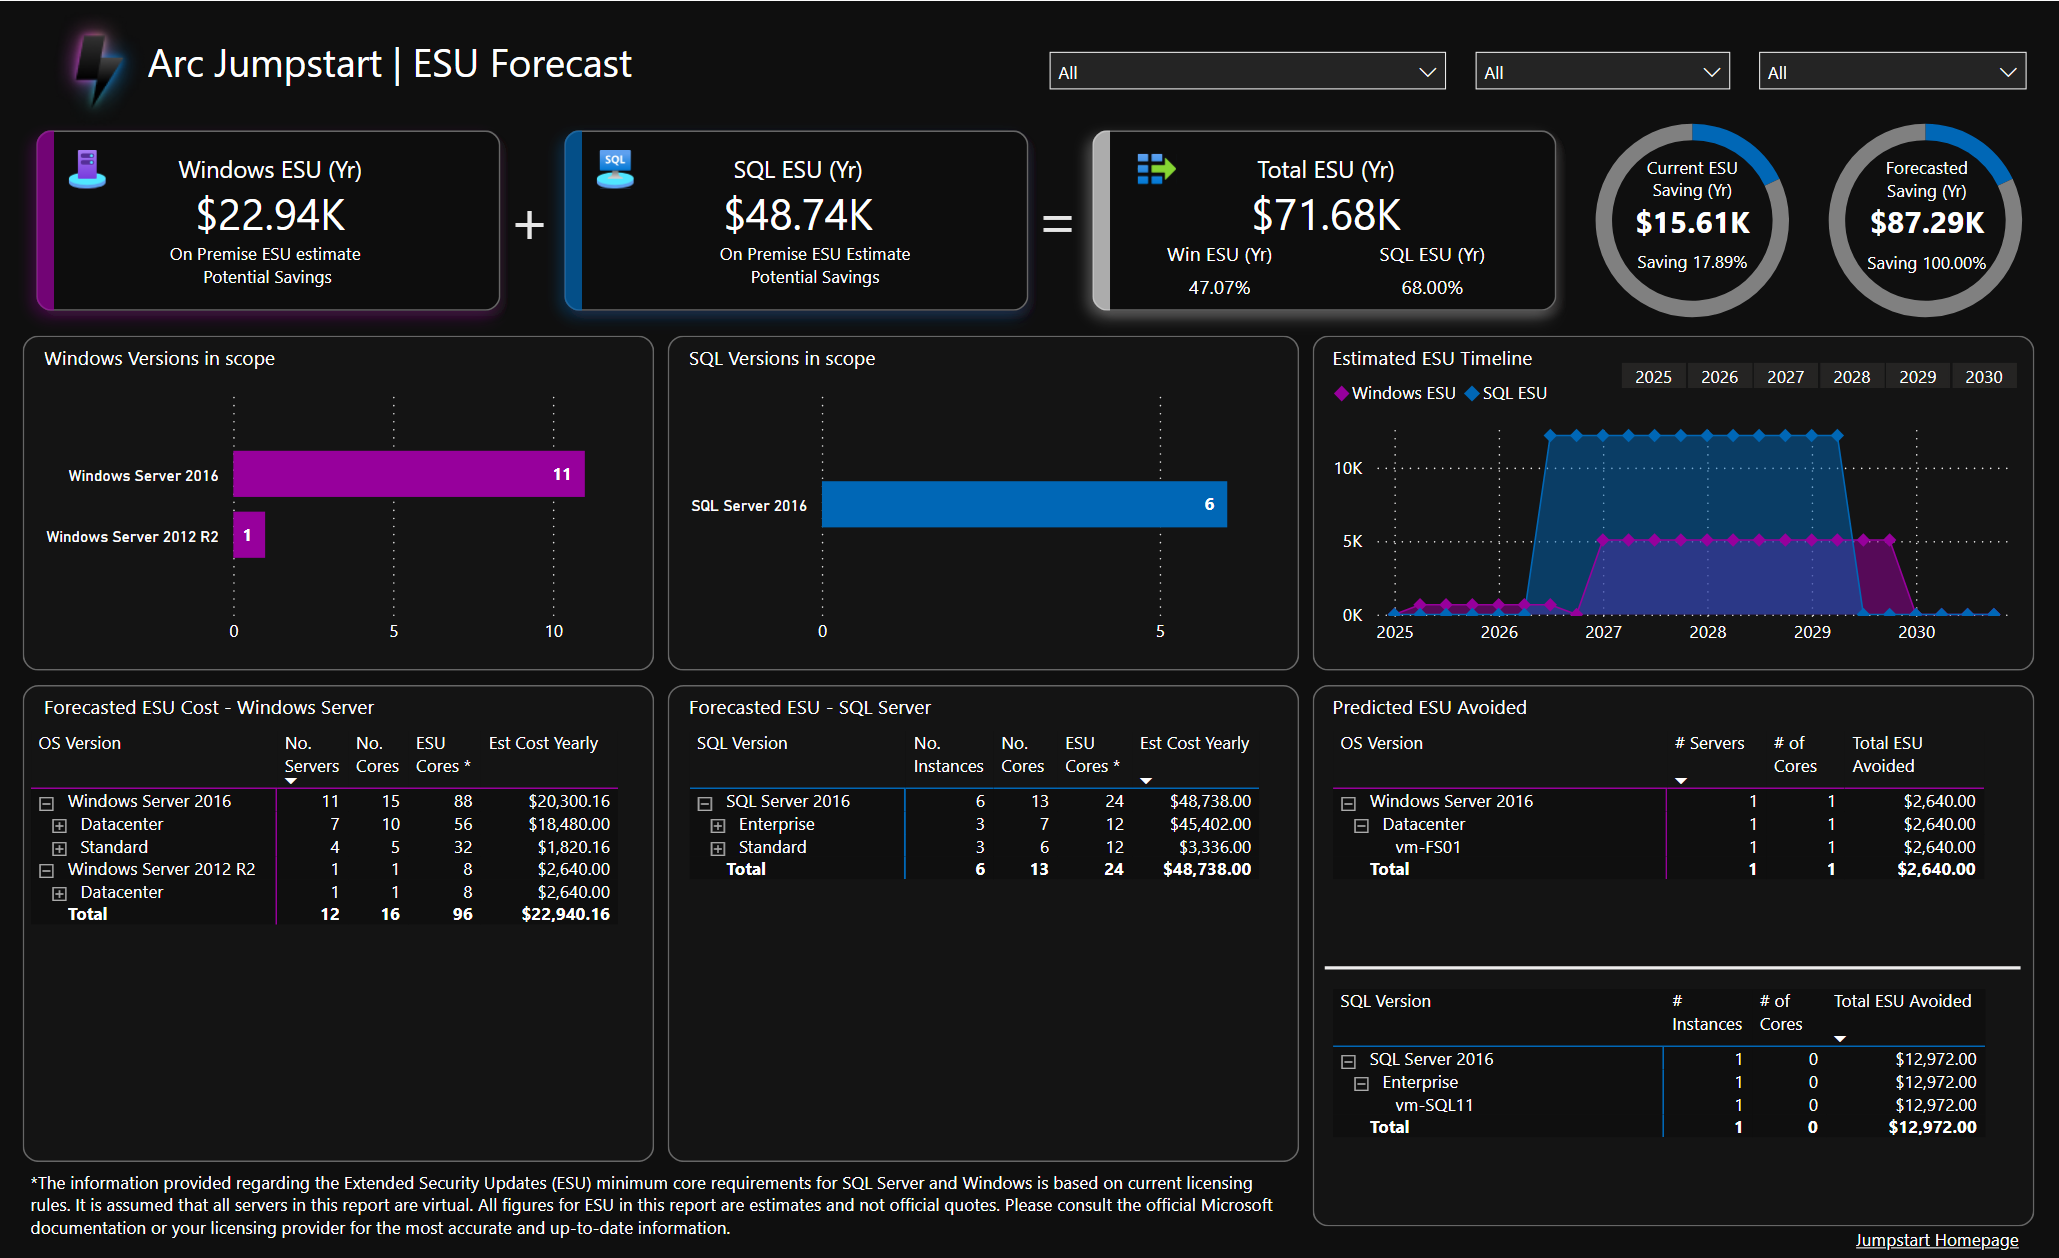 Arc Jumpstart | ESU Forecast
All
All
All
Windows ESU (Yr)
$22.94K
On Premise ESU estimate
Potential Savings
+
SQL
SQL ESU (Yr)
$48.74K
On Premise ESU Estimate
Potential Savings
=
Total ESU (Yr)
$71.68K
Win ESU (Yr) SQL ESU (Yr)
47.07% 68.00%
Current ESU
Saving (Yr)
$15.61K
Saving 17.89%
Forecasted
Saving (Yr)
$87.29K
Saving 100.00%
Windows Versions in scope
Windows Server 2016 11
Windows Server 2012 R2 1
0 5 10
SQL Versions in scope
SQL Server 2016 6
0 5
Estimated ESU Timeline
2025 2026 2027 2028 2029 2030
Windows ESU SQL ESU
10K
5K
0K
2025 2026 2027 2028 2029 2030
Forecasted ESU Cost - Windows Server
OS Version No. Servers No. Cores ESU Cores * Est Cost Yearly
Windows Server 2016 11 15 88 $20,300.16
Datacenter 7 10 56 $18,480.00
Standard 4 5 32 $1,820.16
Windows Server 2012 R2 1 1 8 $2,640.00
Datacenter 1 1 8 $2,640.00
Total 12 16 96 $22,940.16
Forecasted ESU - SQL Server
SQL Version No. Instances No. Cores ESU Cores * Est Cost Yearly
SQL Server 2016 6 13 24 $48,738.00
Enterprise 3 7 12 $45,402.00
Standard 3 6 12 $3,336.00
Total 6 13 24 $48,738.00
Predicted ESU Avoided
OS Version # Servers # of Cores Total ESU Avoided
Windows Server 2016 1 1 $2,640.00
Datacenter 1 1 $2,640.00
vm-FS01 1 1 $2,640.00
Total 1 1 $2,640.00
SQL Version # Instances # of Cores Total ESU Avoided
SQL Server 2016 1 0 $12,972.00
Enterprise 1 0 $12,972.00
vm-SQL11 1 0 $12,972.00
Total 1 0 $12,972.00
*The information provided regarding the Extended Security Updates (ESU) minimum core requirements for SQL Server and Windows is based on current licensing
rules. It is assumed that all servers in this report are virtual. All figures for ESU in this report are estimates and not official quotes. Please consult the official Microsoft
documentation or your licensing provider for the most accurate and up-to-date information.
Jumpstart Homepage